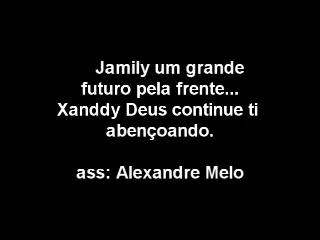 Jamily um grande
futuro pela frente...
Xanddy Deus continue ti
abençoando.
ass: Alexandre Melo